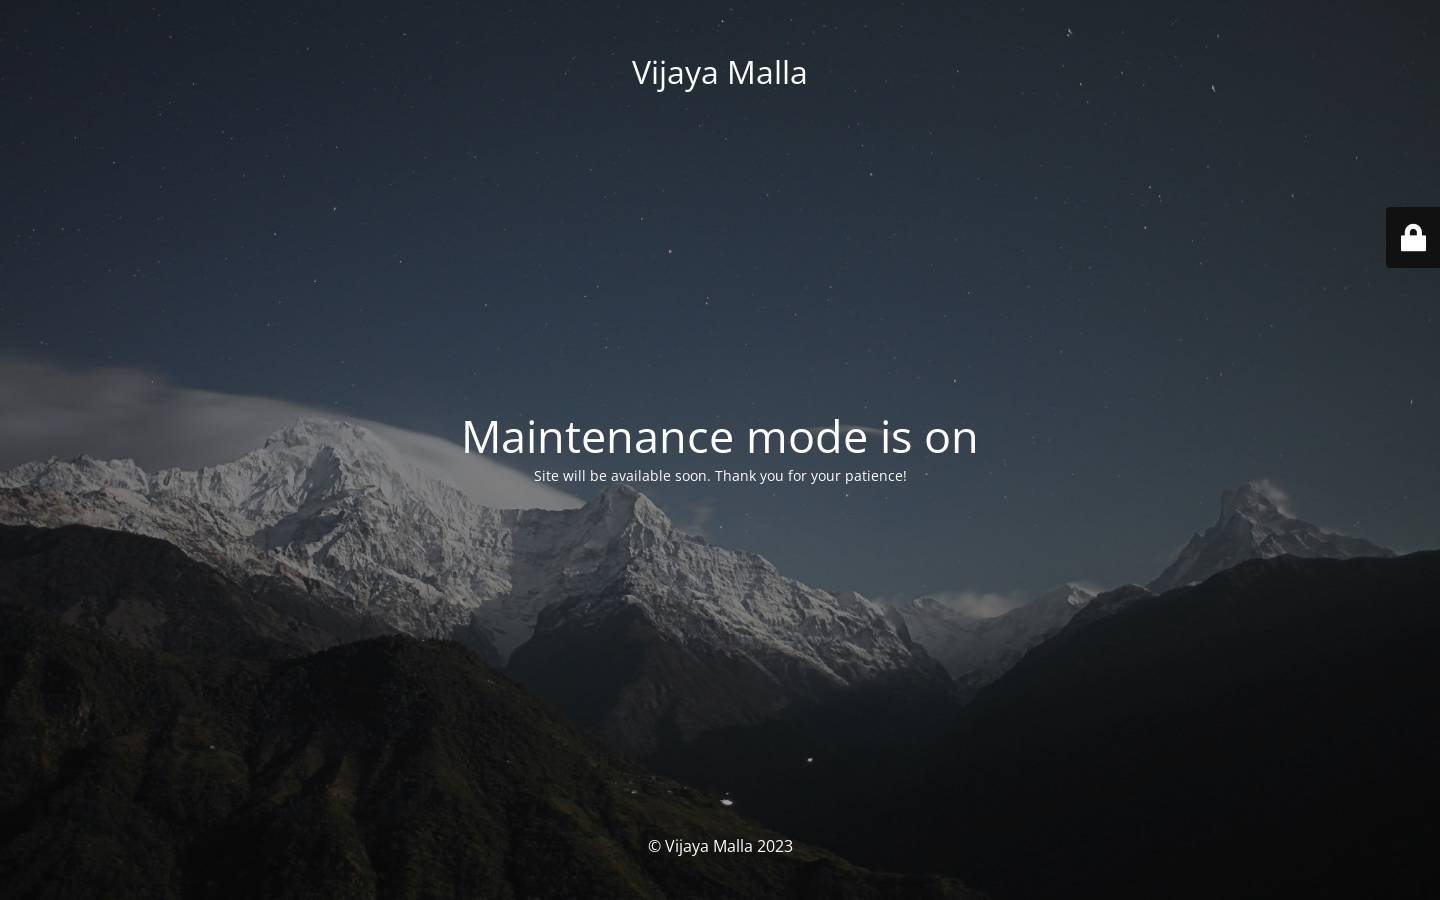 Vijaya Malla
Maintenance mode is on
Site will be available soon. Thank you for your patience!
© Vijaya Malla 2023